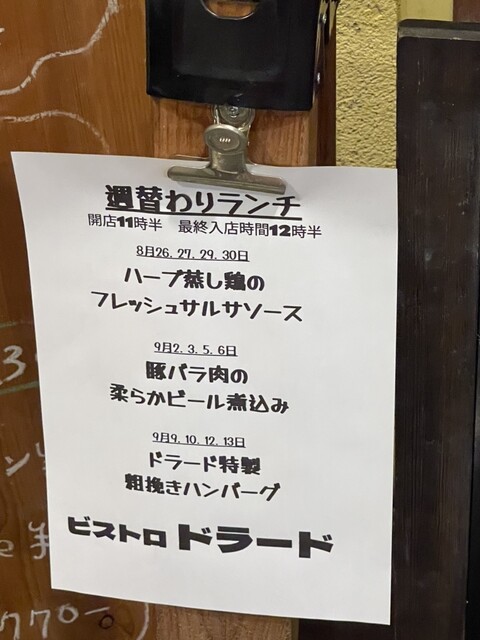 週替わりランチ
開店11時半 最終入店時間12時半
8月26.27.29.30日
ハーブ蒸し鶏の
フレッシュサルサソース
9月2.3.5.6日
豚バラ肉の
柔らかビール煮込み
9月9.10.12.13日
ドラード特製
粗挽きハンバーグ
ビストロ ドラード